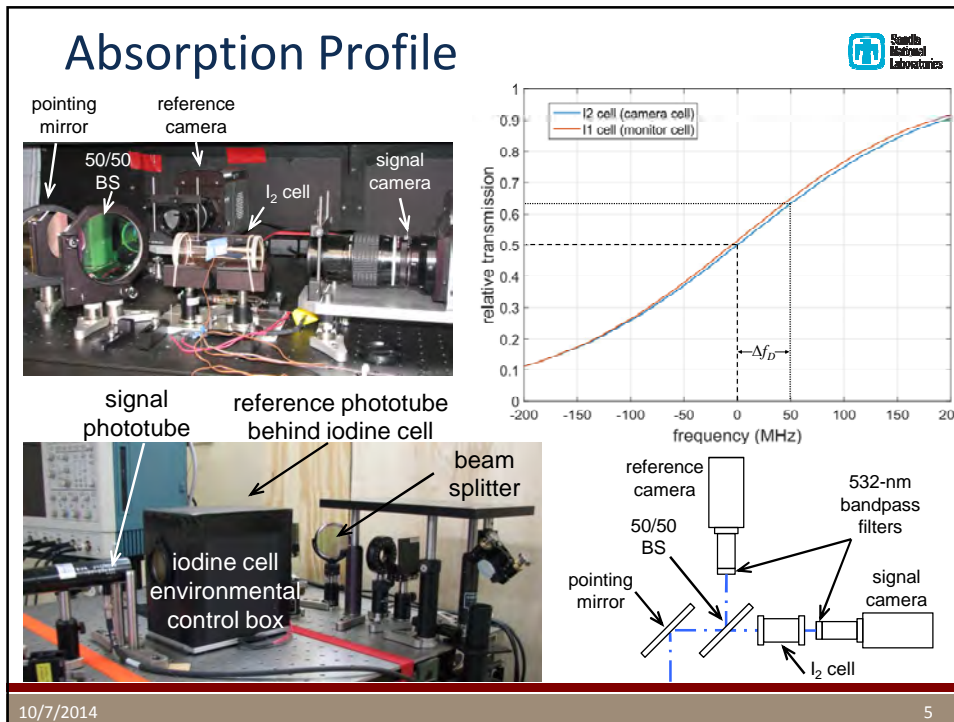 Absorption Profile
Sandia
National
Laboratories
pointing
mirror
reference
camera
50/50
BS
I2 cell
signal
camera
I2 cell (camera cell)
I1 cell (monitor cell)
relative transmission
1
0.9
0.8
0.7
0.6
0.5
0.4
0.3
0.2
0.1
0
ΔfD
-200 -150 -100 -50 0 50 100 150 200
frequency (MHz)
signal
phototube
reference phototube
behind iodine cell
beam
splitter
iodine cell
environmental
control box
reference
camera
532-nm
bandpass
filters
50/50
BS
pointing
mirror
signal
camera
I2 cell
10/7/2014 5